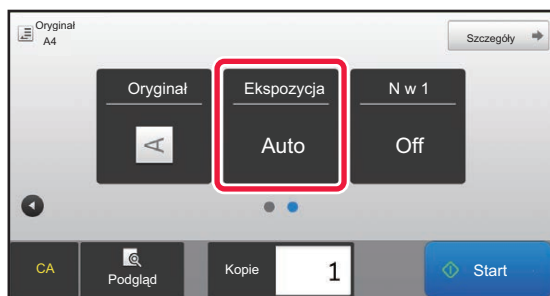 Oryginał
A4
Szczegóły
Oryginał
Ekspozycja
Auto
N w 1
Off
CA
Podgląd
Kopie
1
Start